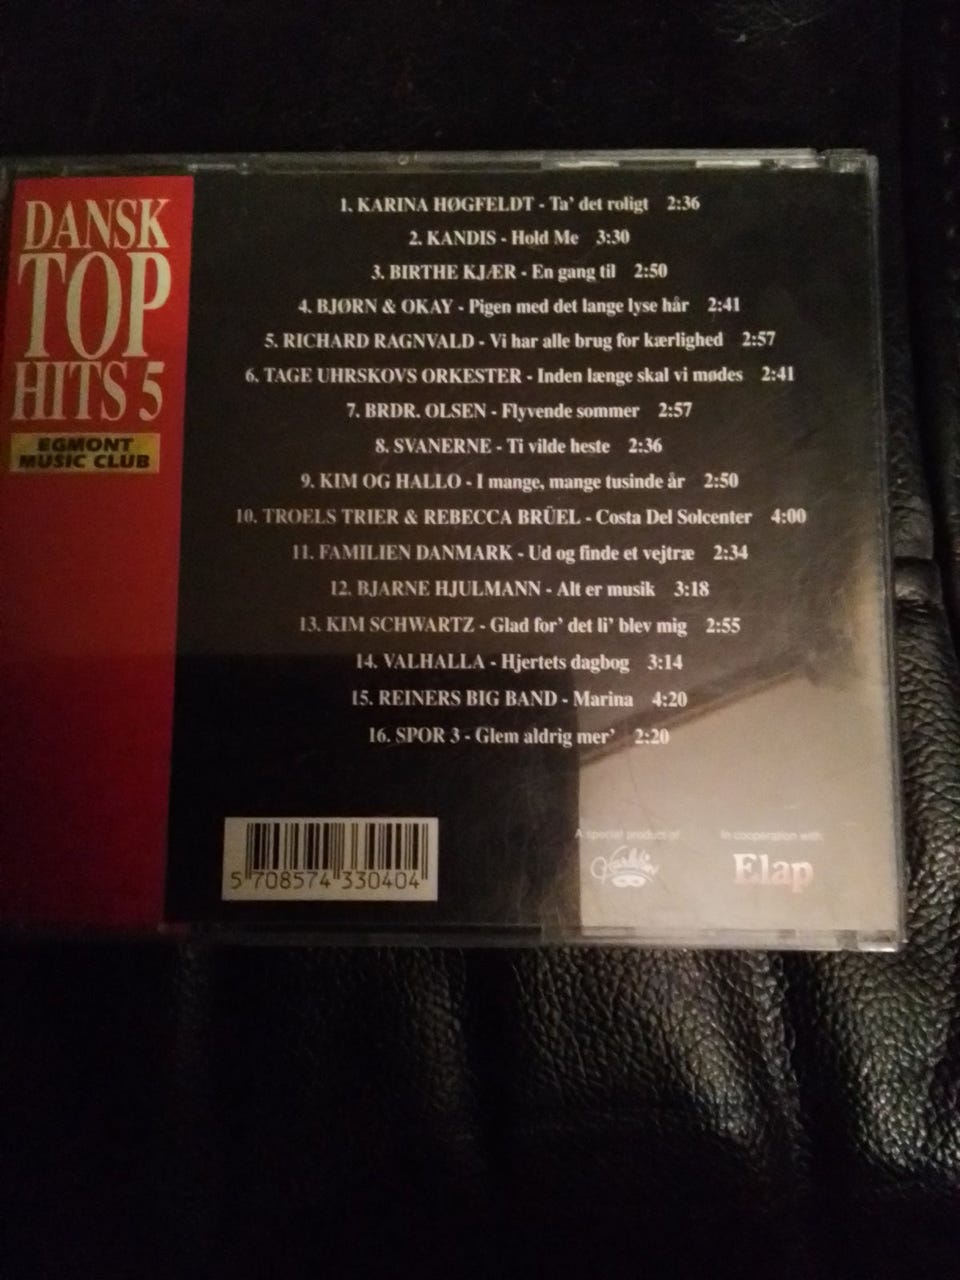 DANSK
TOP
HITS 5
EGMONT
MUSIC CLUB
1. KARINA HØGFELDT - Ta' det roligt 2:36
2. KANDIS - Hold Me 3:30
3. BIRTHE KJÆR - En gang til 2:50
4. BJØRN & OKAY - Pigen med det lange lyse hår 2:41
5. RICHARD RAGNVALD - Vi har alle brug for kærlighed 2:57
6. TAGE UHRSKOVS ORKESTER - Inden længe skal vi mødes 2:41
7. BRDR. OLSEN - Flyvende sommer 2:57
8. SVANERNE - Ti vilde heste 2:36
9. KIM OG HALLO - I mange, mange tusinde år 2:50
10. TROELS TRIER & REBECCA BRÜEL - Costa Del Solcenter 4:00
11. FAMILIEN DANMARK - Ud og finde et vejtræ 2:34
12. BJARNE HJULMANN - Alt er musik 3:18
13. KIM SCHWARTZ - Glad for' det li' blev mig 2:55
14. VALHALLA - Hjertets dagbog 3:14
15. REINERS BIG BAND - Marina 4:20
16. SPOR 3 - Glem aldrig mer' 2:20
5 708574 330404
A special product of
In cooperation with
Elap